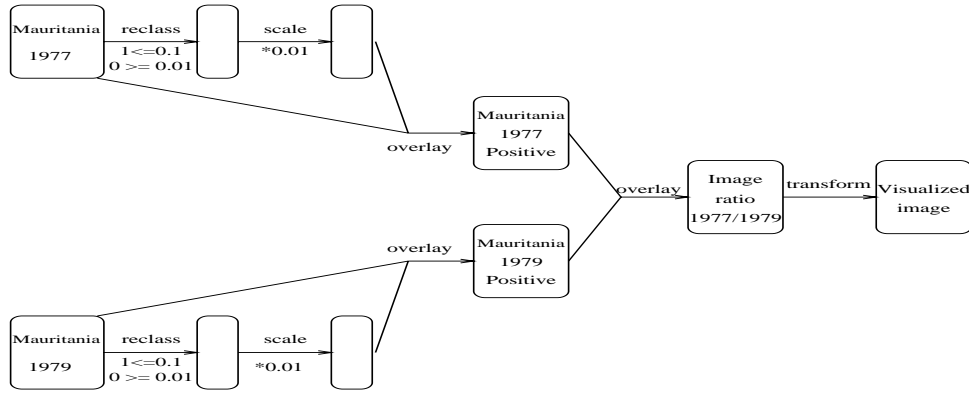 Mauritania
1977
reclass
1<=0.1
0 >= 0.01
scale
*0.01
overlay
Mauritania
1977
Positive
overlay
Image
ratio
1977/1979
transform
Visualized
image
overlay
Mauritania
1979
Positive
Mauritania
1979
reclass
1<=0.1
0 >= 0.01
scale
*0.01